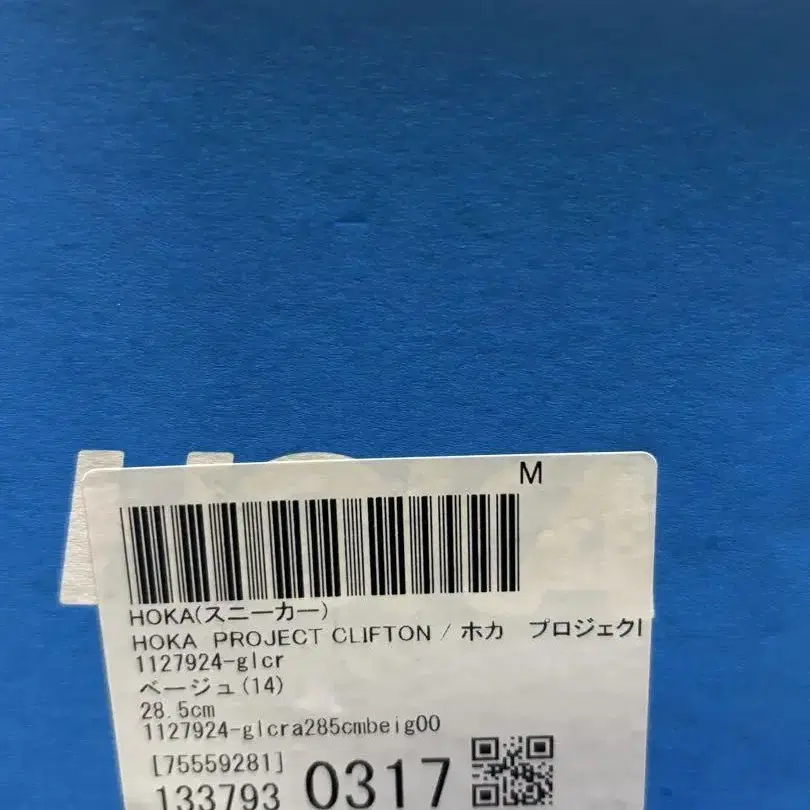 M
HOKA(スニーカー)
HOKA PROJECT CLIFTON / ホカ プロジェク
1127924-glcr
ベージュ(14)
28.5cm
1127924-glcra285cmbeig00
[75559281]
133793 0317